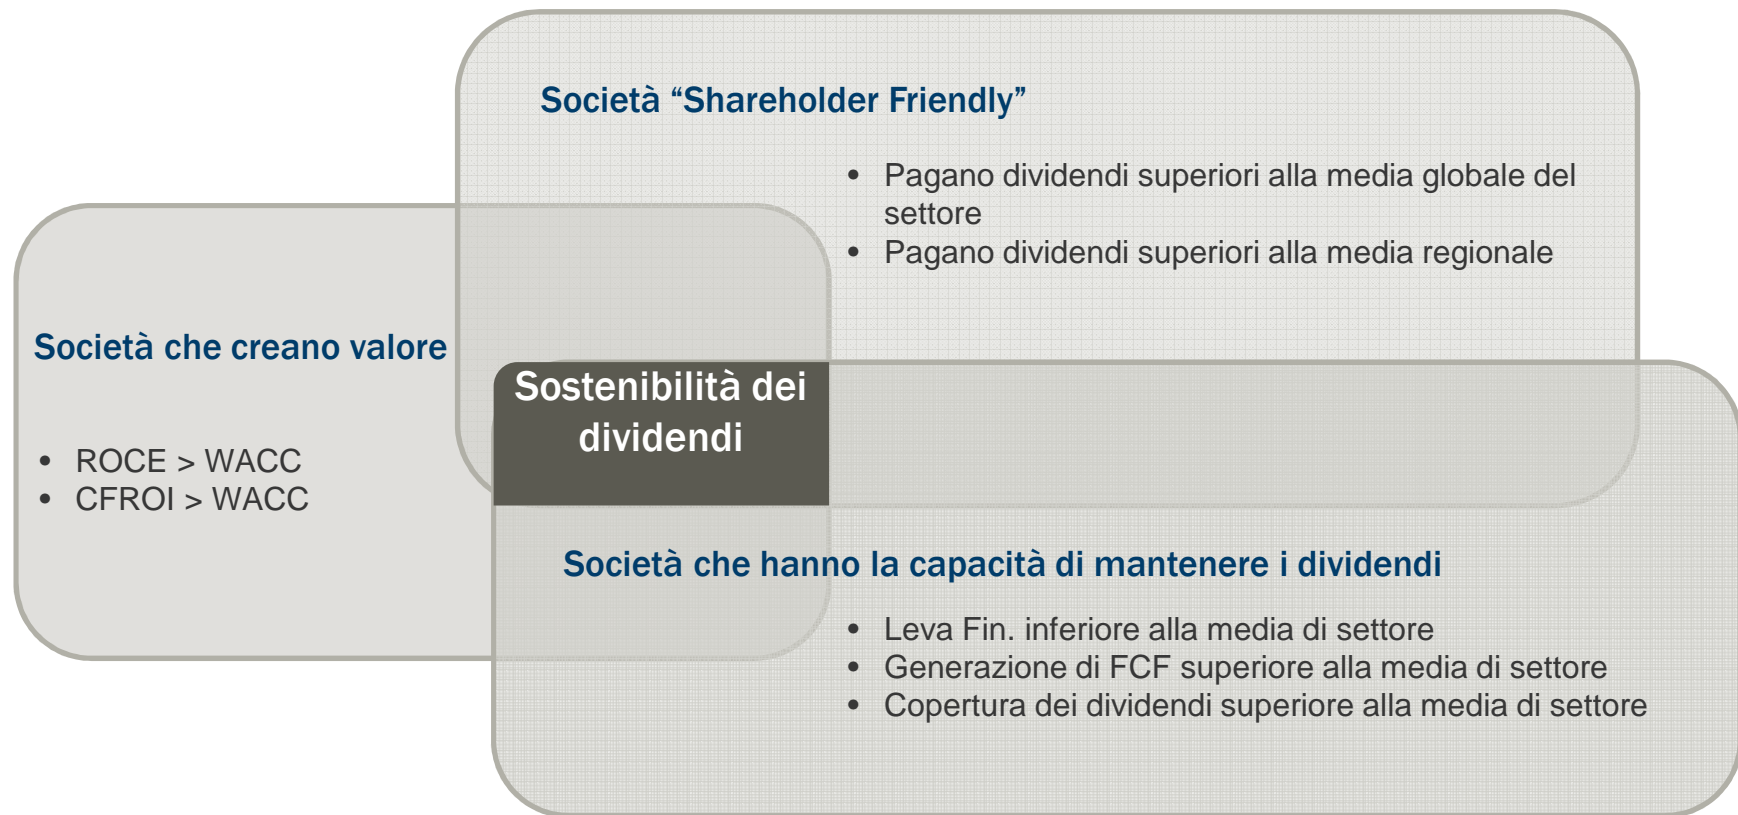 Società “Shareholder Friendly”
• Pagano dividendi superiori alla media globale del
settore
• Pagano dividendi superiori alla media regionale
Società che creano valore
• ROCE > WACC
• CFROI > WACC
Sostenibilità dei
dividendi
Società che hanno la capacità di mantenere i dividendi
• Leva Fin. inferiore alla media di settore
• Generazione di FCF superiore alla media di settore
• Copertura dei dividendi superiore alla media di settore